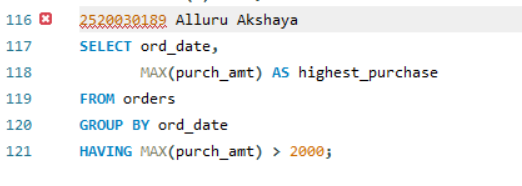 116 2520030189 Alluru Akshaya
117 SELECT ord_date,
118 MAX(purch_amt) AS highest_purchase
119 FROM orders
120 GROUP BY ord_date
121 HAVING MAX(purch_amt) > 2000;